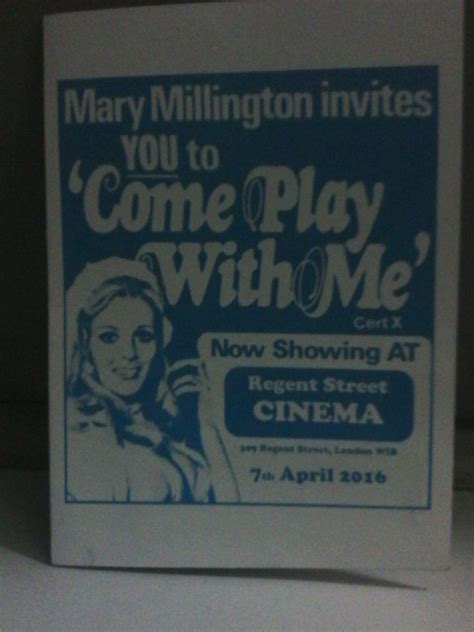 Mary Millington invites
YOU to
'Come Play
With Me'
Cert X
Now Showing AT
Regent Street
CINEMA
309 Regent Street, London W1B
7th April 2016